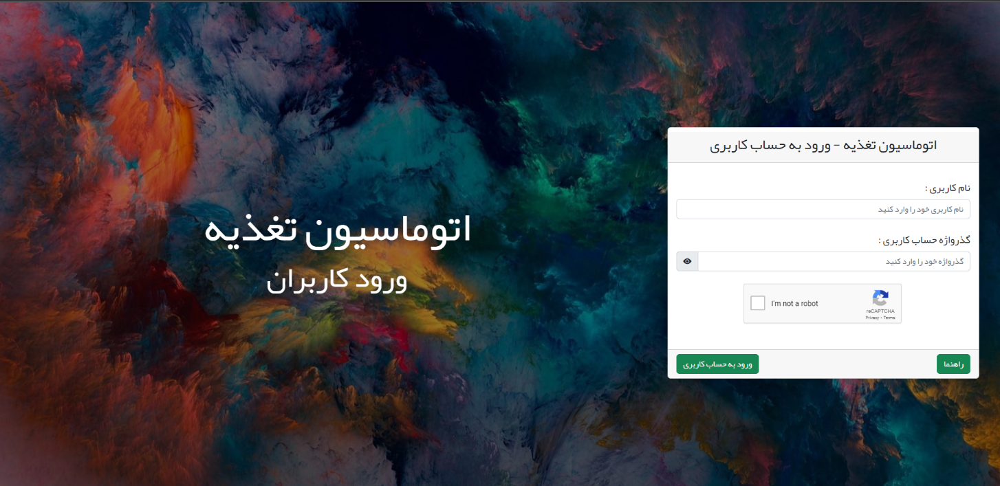 اتوماسیون تغذیه
ورود کاربران
اتوماسیون تغذیه - ورود به حساب کاربری
نام کاربری :
نام کاربری خود را وارد کنید
گذرواژه حساب کاربری :
گذرواژه خود را وارد کنید
I'm not a robot
reCAPTCHA
Privacy - Terms
راهنما
ورود به حساب کاربری